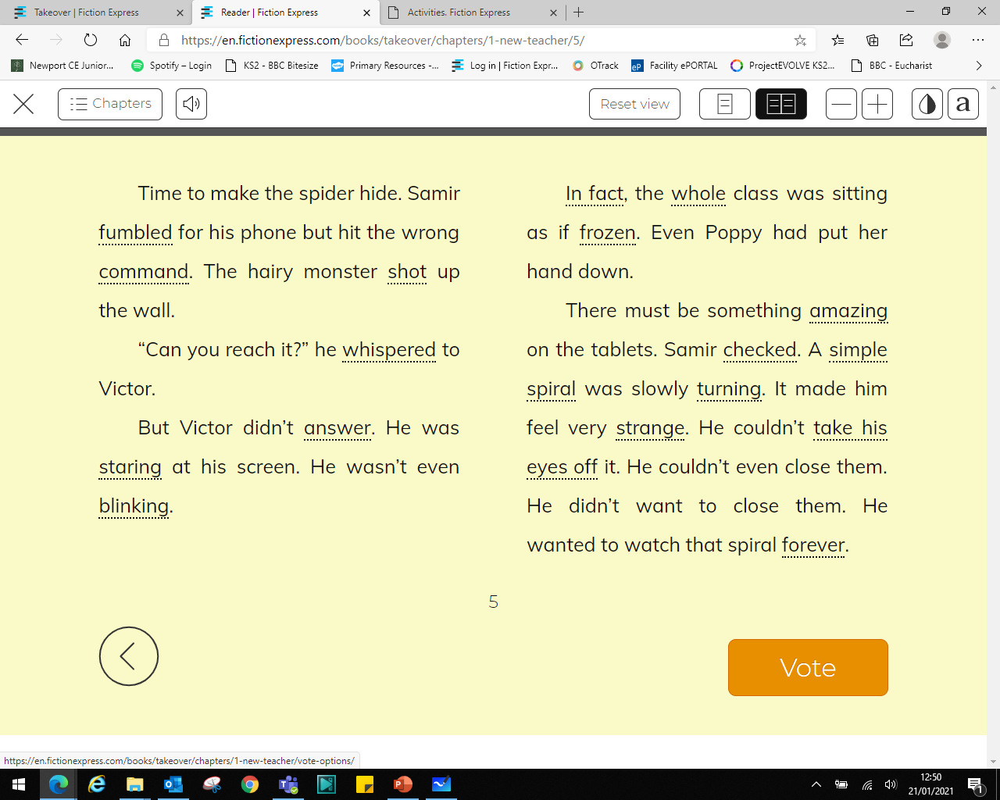 Takeover | Fiction Express
Reader | Fiction Express
Activities. Fiction Express
https://en.fictionexpress.com/books/takeover/chapters/1-new-teacher/5/
Newport CE Junior...
Spotify – Login
KS2 - BBC Bitesize
Primary Resources -...
Log in | Fiction Expr...
OTrack
eP
Facility ePORTAL
ProjectEVOLVE KS2...
BBC - Eucharist
Chapters
Reset view
a
Time to make the spider hide. Samir
fumbled for his phone but hit the wrong
command. The hairy monster shot up
the wall.
“Can you reach it?” he whispered to
Victor.
But Victor didn’t answer. He was
staring at his screen. He wasn’t even
blinking.
In fact, the whole class was sitting
as if frozen. Even Poppy had put her
hand down.
There must be something amazing
on the tablets. Samir checked. A simple
spiral was slowly turning. It made him
feel very strange. He couldn’t take his
eyes off it. He couldn’t even close them.
He didn’t want to close them. He
wanted to watch that spiral forever.
5
Vote
https://en.fictionexpress.com/books/takeover/chapters/1-new-teacher/vote-options/
12:50
21/01/2021
1